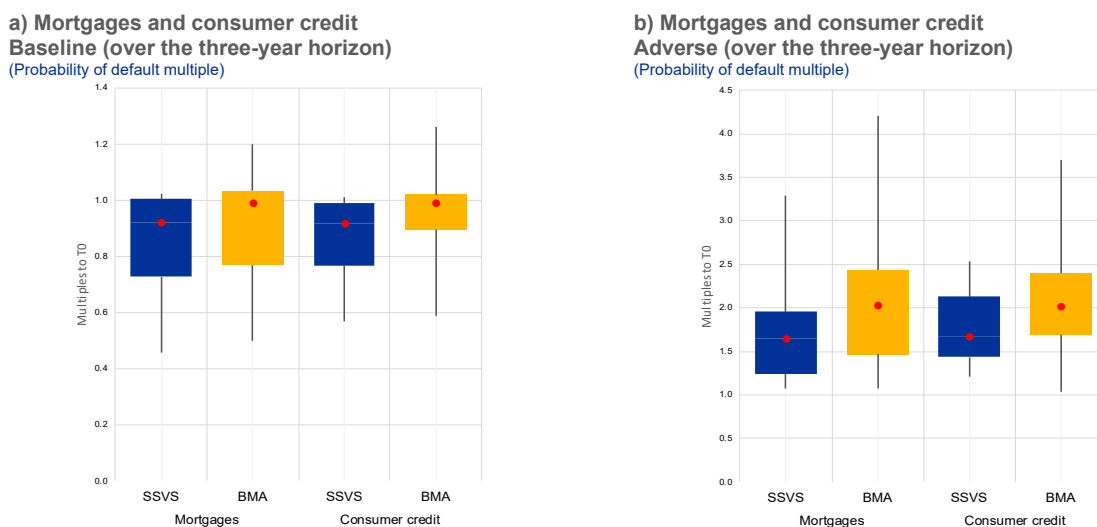 a) Mortgages and consumer credit
Baseline (over the three-year horizon)
(Probability of default multiple)
1.4
1.2
1.0
0.8
0.6
0.4
0.2
0.0
Multiples to T0
SSVS
BMA
SSVS
BMA
Mortgages
Consumer credit
b) Mortgages and consumer credit
Adverse (over the three-year horizon)
(Probability of default multiple)
4.5
4.0
3.5
3.0
2.5
2.0
1.5
1.0
0.5
0.0
Multiples to T0
SSVS
BMA
SSVS
BMA
Mortgages
Consumer credit